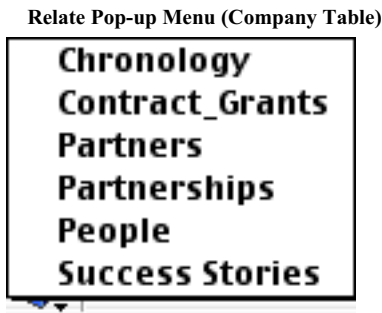 Relate Pop-up Menu (Company Table)
Chronology
Contract_Grants
Partners
Partnerships
People
Success Stories